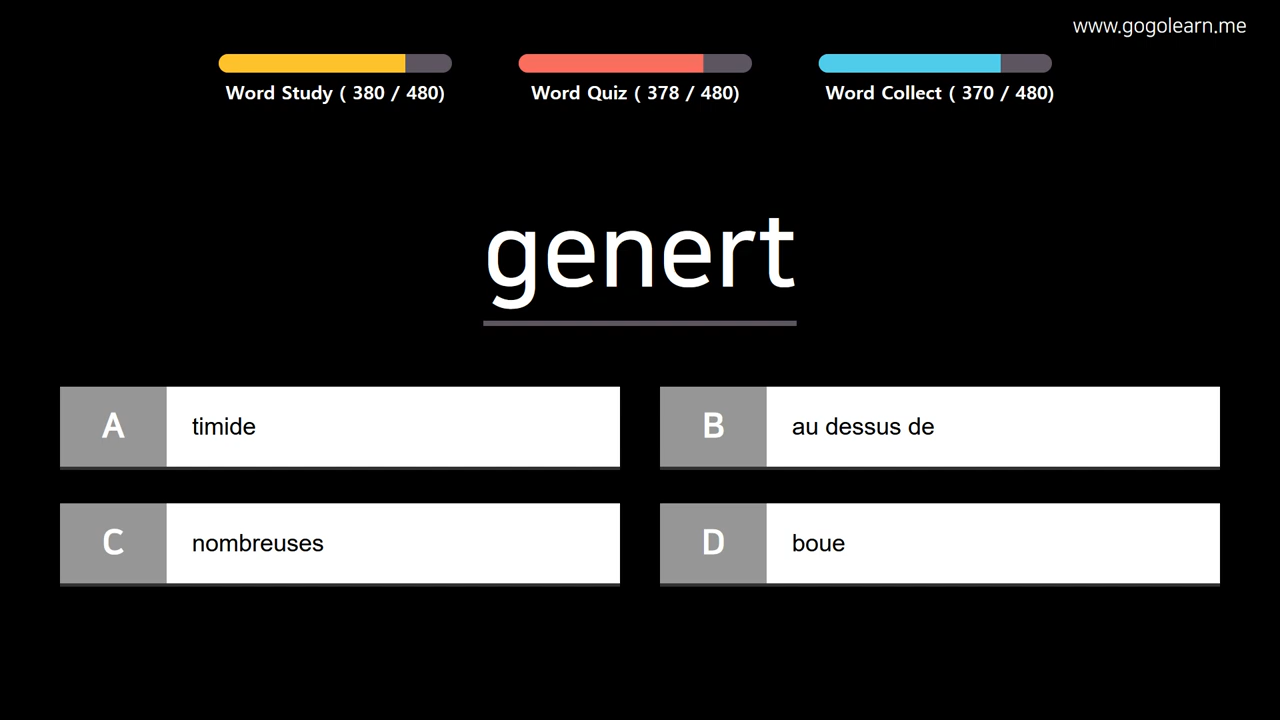 www.gogolearn.me
Word Study ( 380 / 480)
Word Quiz ( 378 / 480)
Word Collect ( 370 / 480)
genert
A timide
B au dessus de
C nombreuses
D boue